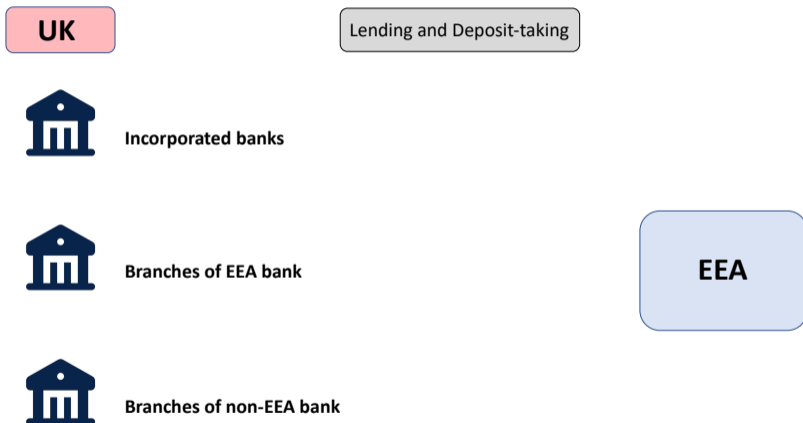 UK
Lending and Deposit-taking
Incorporated banks
Branches of EEA bank
EEA
Branches of non-EEA bank